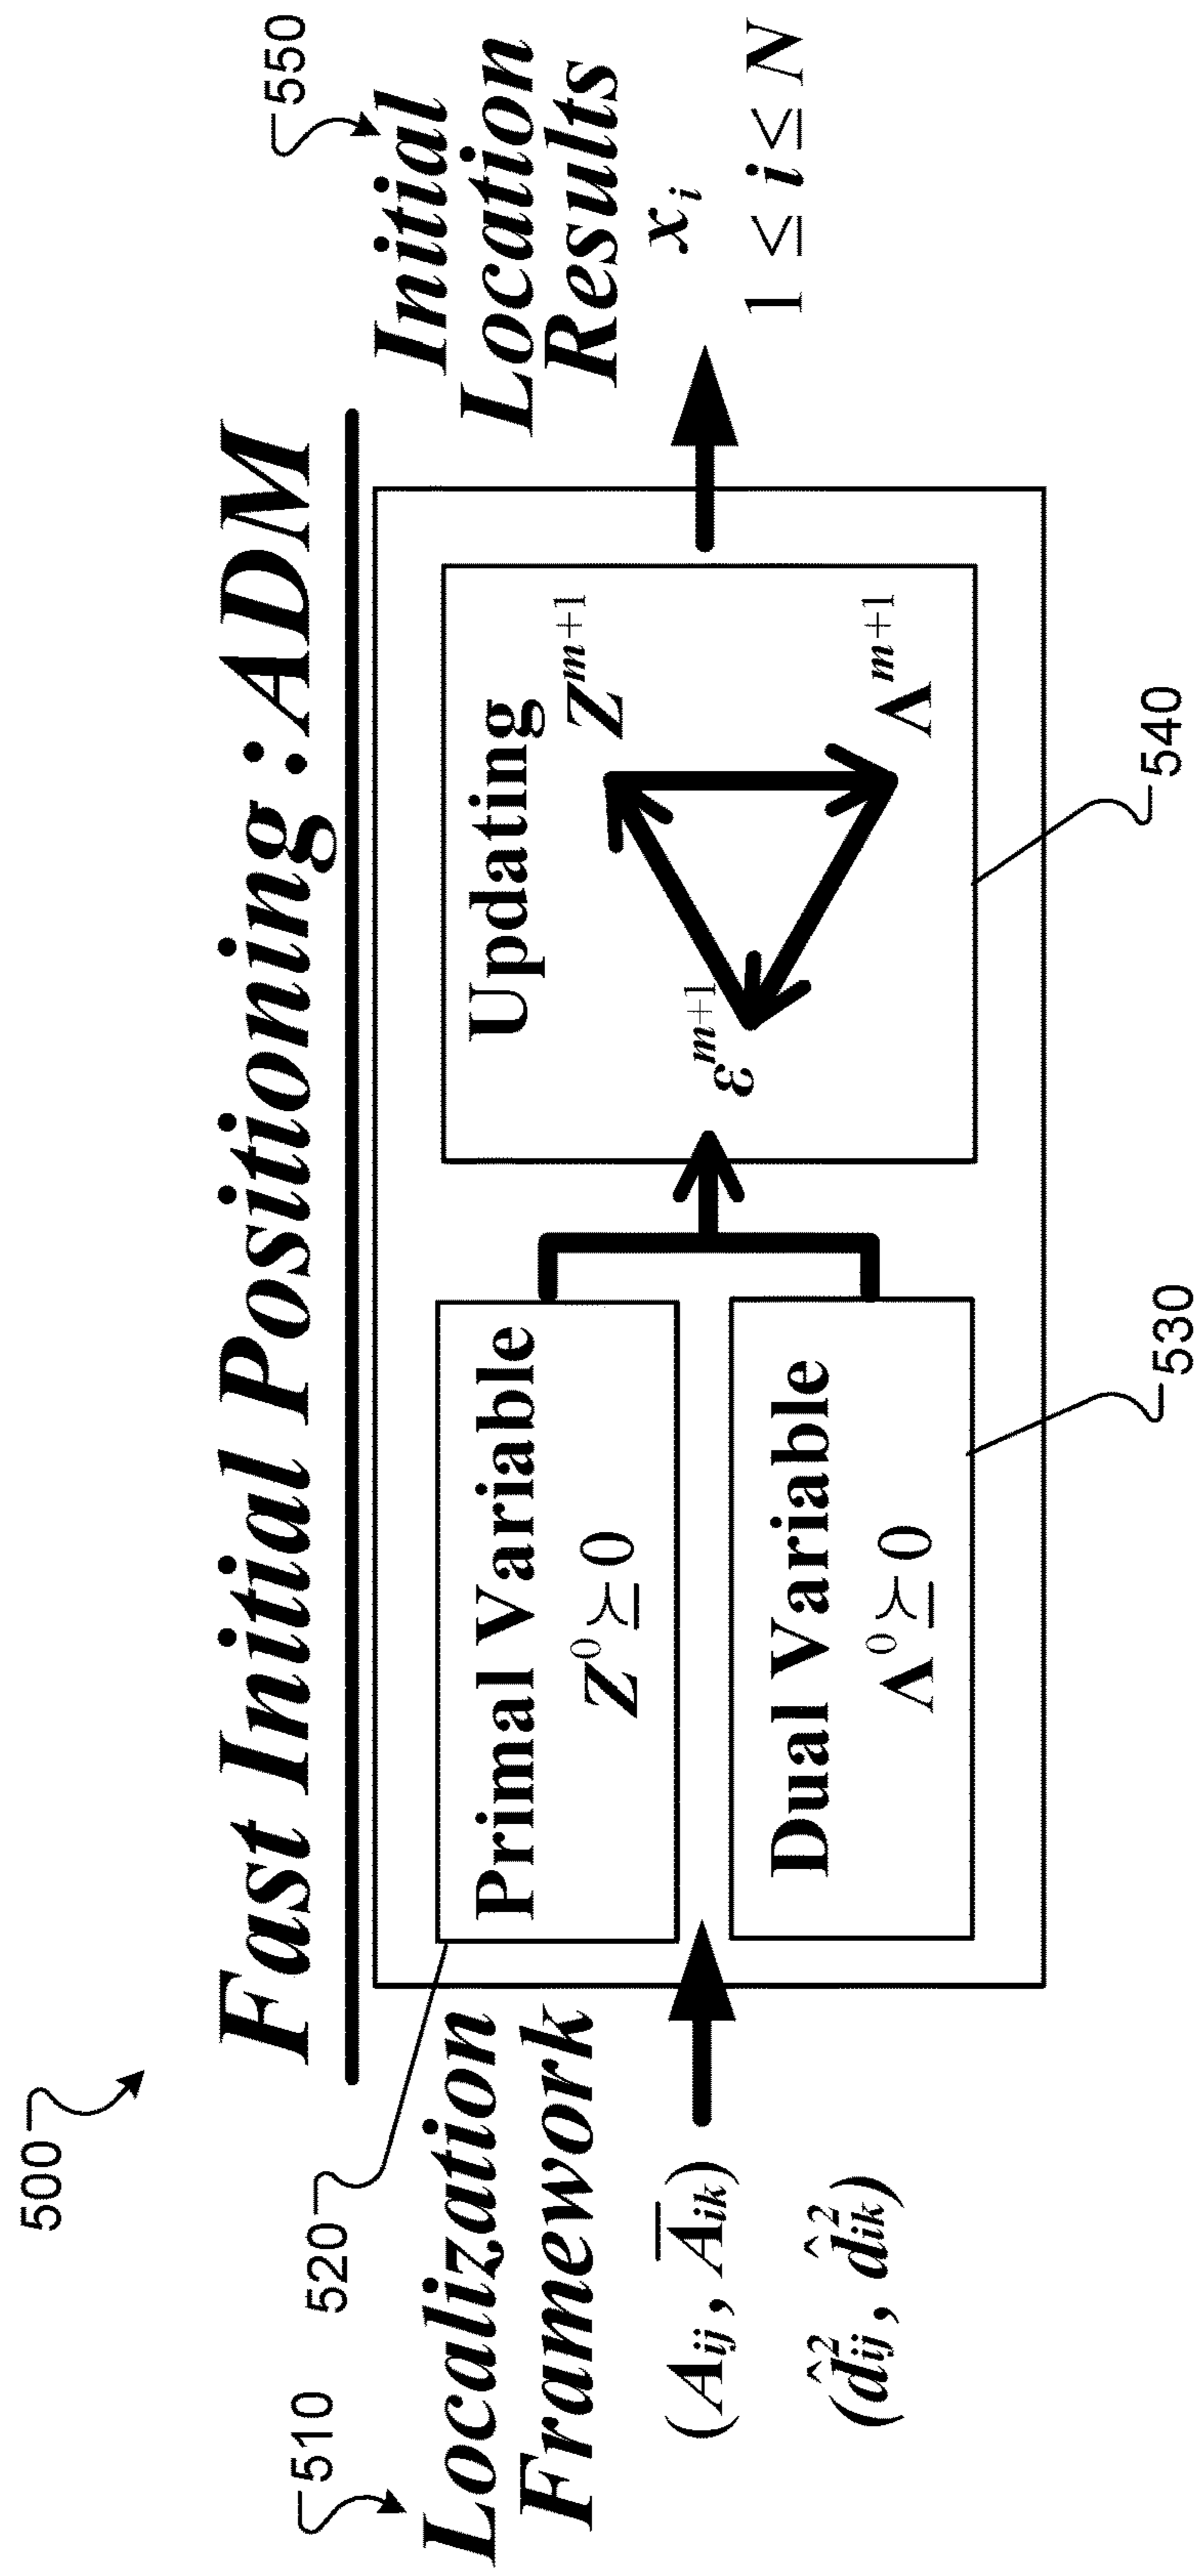 500
Fast Initial Positioning : ADM
510
Localization
Framework
(A_ij, A̅_ik)
(d̂²_ij, d̂²_ik)
520
Primal Variable
Z⁰ ⪰ 0
Dual Variable
Λ⁰ ⪰ 0
530
Updating
Z^{m+1}
ε^{m+1}
Λ^{m+1}
540
550
Initial
Location
Results
x_i
1 ≤ i ≤ N